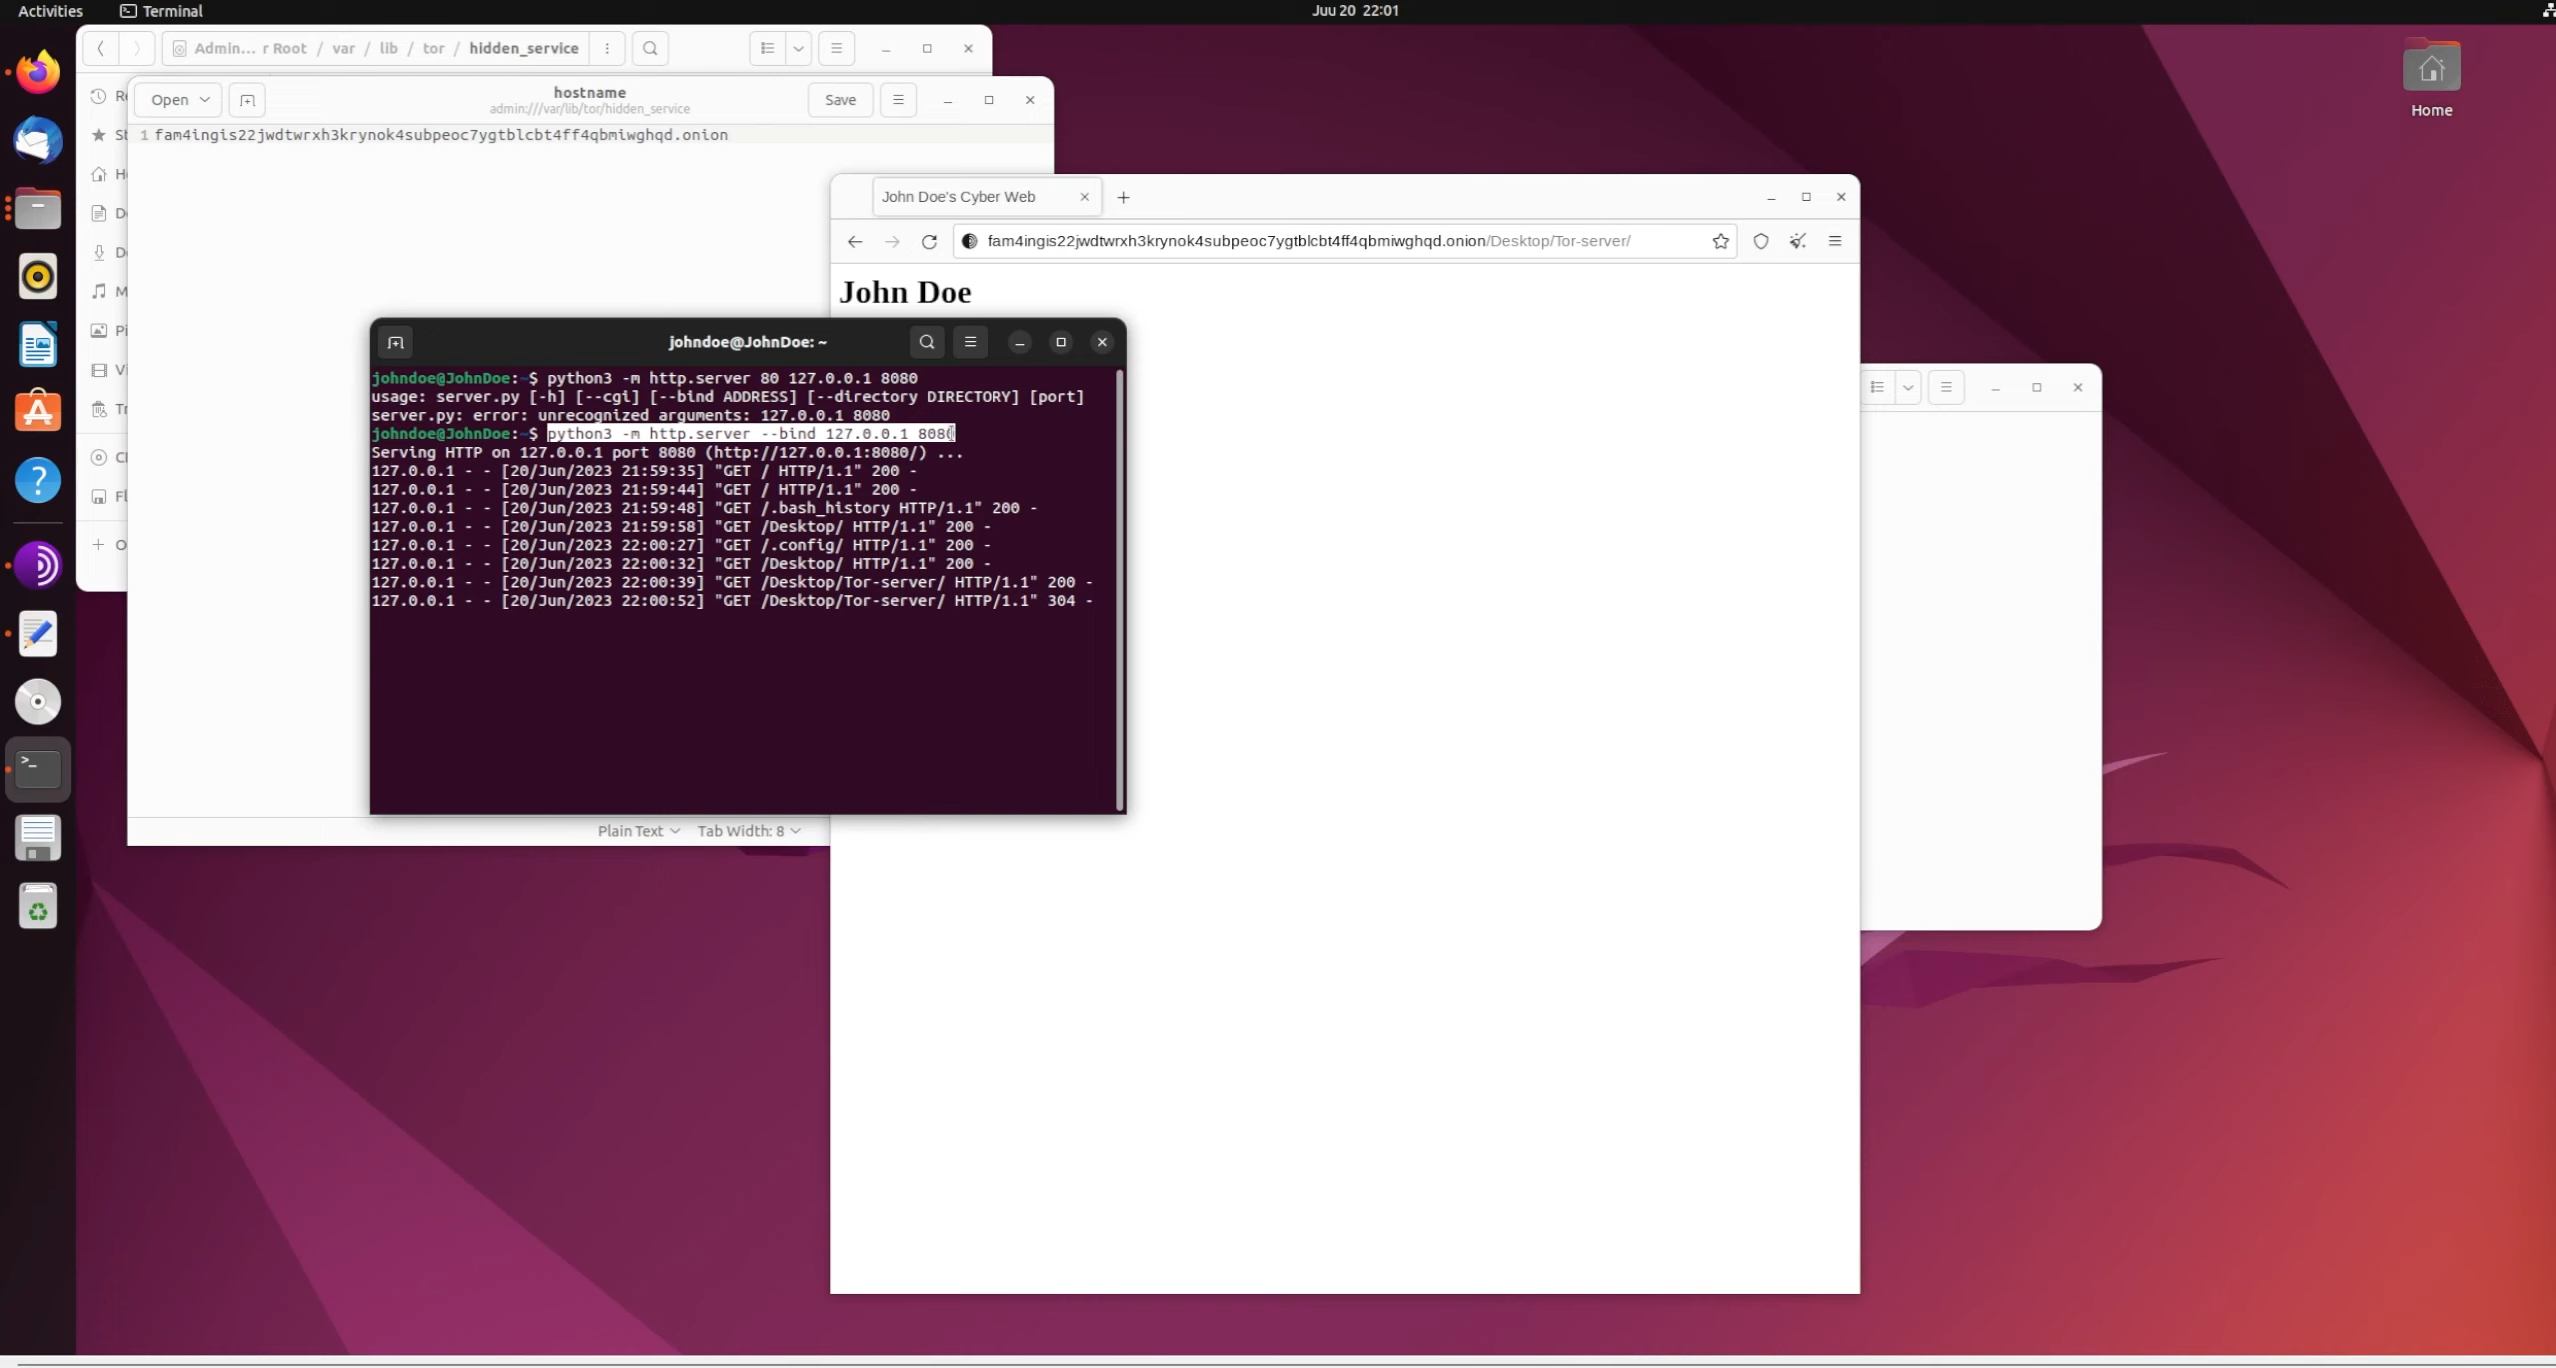 Activities Terminal Juu 20 22:01
Admin... r Root / var / lib / tor / hidden_service
Home
Open hostname Save
admin:///var/lib/tor/hidden_service
1 fam4ingis22jwdtwrxh3krynok4subpeoc7ygtblcbt4ff4qbmiwghqd.onion
John Doe's Cyber Web
fam4ingis22jwdtwrxh3krynok4subpeoc7ygtblcbt4ff4qbmiwghqd.onion/Desktop/Tor-server/
John Doe
johndoe@JohnDoe: ~
johndoe@JohnDoe:~$ python3 -m http.server 80 127.0.0.1 8080
usage: server.py [-h] [--cgi] [--bind ADDRESS] [--directory DIRECTORY] [port]
server.py: error: unrecognized arguments: 127.0.0.1 8080
johndoe@JohnDoe:~$ python3 -m http.server --bind 127.0.0.1 8080
Serving HTTP on 127.0.0.1 port 8080 (http://127.0.0.1:8080/) ...
127.0.0.1 - - [20/Jun/2023 21:59:35] "GET / HTTP/1.1" 200 -
127.0.0.1 - - [20/Jun/2023 21:59:44] "GET / HTTP/1.1" 200 -
127.0.0.1 - - [20/Jun/2023 21:59:48] "GET /.bash_history HTTP/1.1" 200 -
127.0.0.1 - - [20/Jun/2023 21:59:58] "GET /Desktop/ HTTP/1.1" 200 -
127.0.0.1 - - [20/Jun/2023 22:00:27] "GET /.config/ HTTP/1.1" 200 -
127.0.0.1 - - [20/Jun/2023 22:00:32] "GET /Desktop/ HTTP/1.1" 200 -
127.0.0.1 - - [20/Jun/2023 22:00:39] "GET /Desktop/Tor-server/ HTTP/1.1" 200 -
127.0.0.1 - - [20/Jun/2023 22:00:52] "GET /Desktop/Tor-server/ HTTP/1.1" 304 -
Plain Text Tab Width: 8